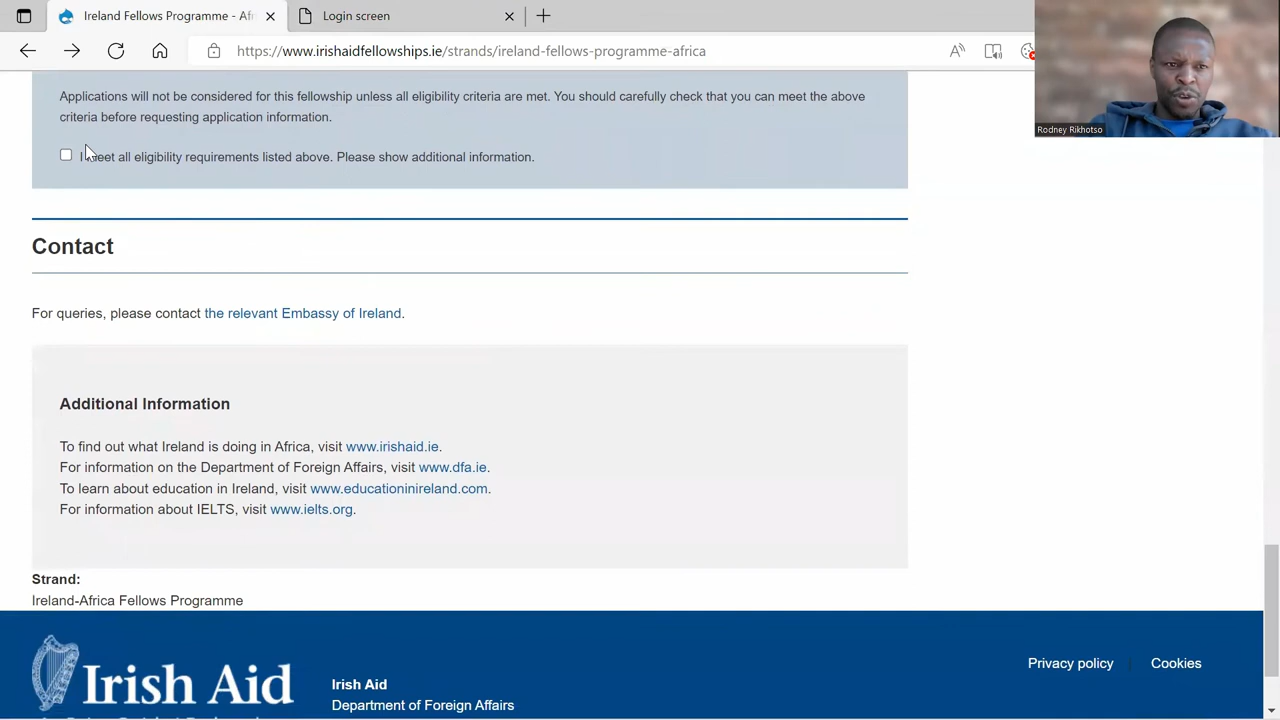 Ireland Fellows Programme - Afr
Login screen
https://www.irishaidfellowships.ie/strands/ireland-fellows-programme-africa
Rodney Rikhotso
Applications will not be considered for this fellowship unless all eligibility criteria are met. You should carefully check that you can meet the above
criteria before requesting application information.
I meet all eligibility requirements listed above. Please show additional information.
Contact
For queries, please contact the relevant Embassy of Ireland.
Additional Information
To find out what Ireland is doing in Africa, visit www.irishaid.ie.
For information on the Department of Foreign Affairs, visit www.dfa.ie.
To learn about education in Ireland, visit www.educationinireland.com.
For information about IELTS, visit www.ielts.org.
Strand:
Ireland-Africa Fellows Programme
Irish Aid
Irish Aid
Department of Foreign Affairs
Privacy policy
Cookies